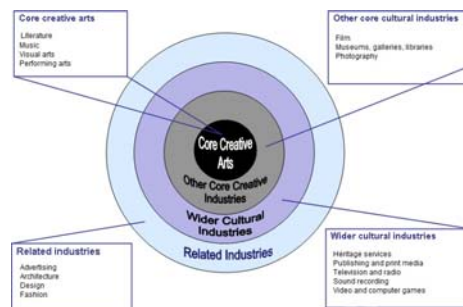 Core creative arts
Literature
Music
Visual arts
Performing arts
Other core cultural industries
Film
Museums, galleries, libraries
Photography
Core Creative
Arts
Other Core Creative
Industries
Wider Cultural
Industries
Related Industries
Related industries
Advertising
Architecture
Design
Fashion
Wider cultural industries
Heritage services
Publishing and print media
Television and radio
Sound recording
Video and computer games